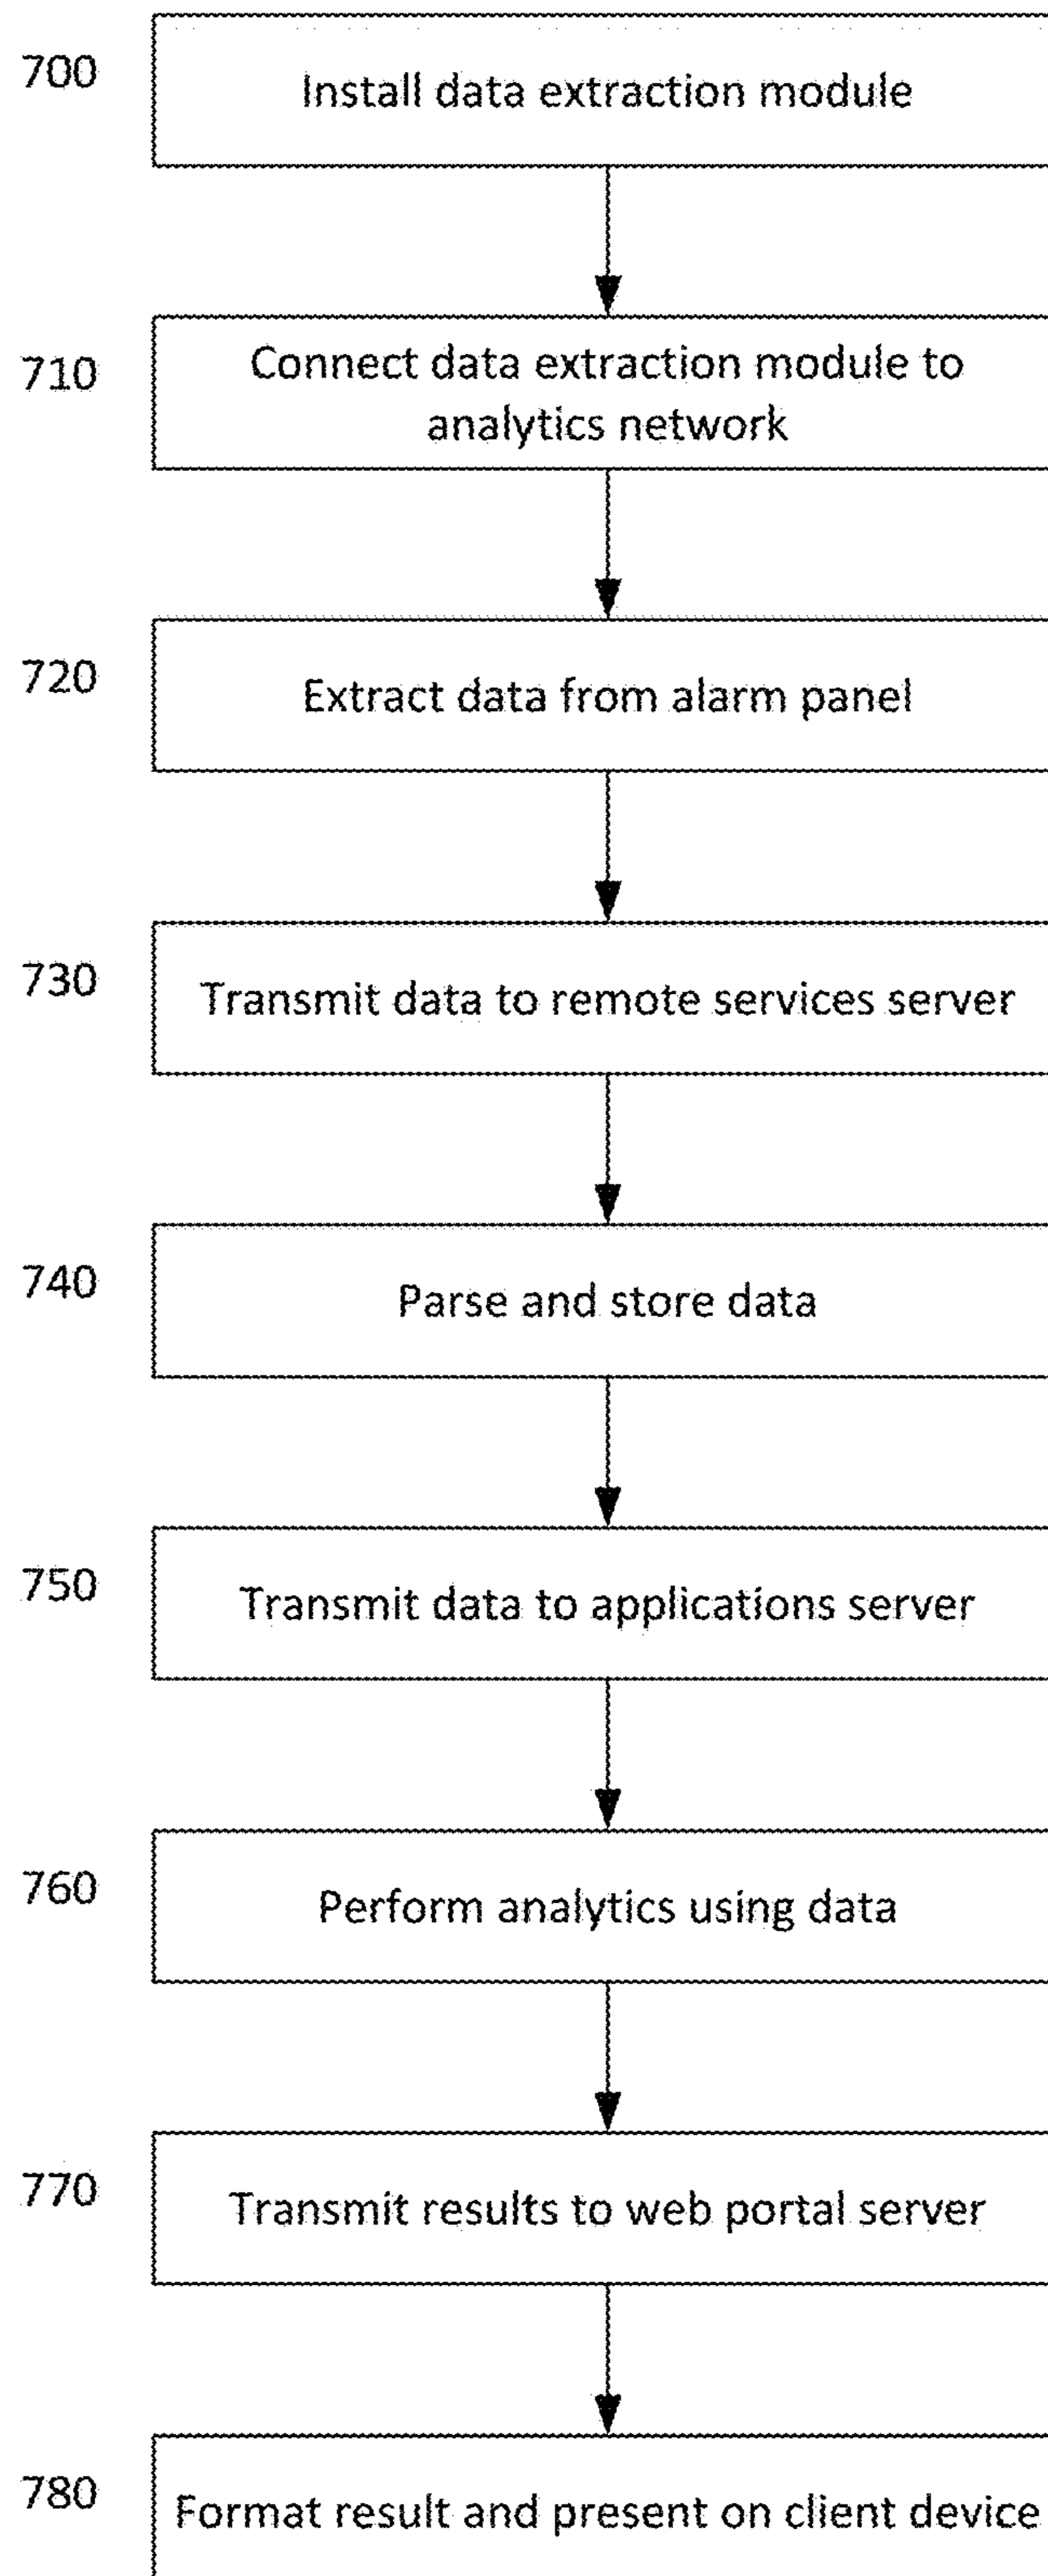 700
Install data extraction module
710
Connect data extraction module to
analytics network
720
Extract data from alarm panel
730
Transmit data to remote services server
740
Parse and store data
750
Transmit data to applications server
760
Perform analytics using data
770
Transmit results to web portal server
780
Format result and present on client device